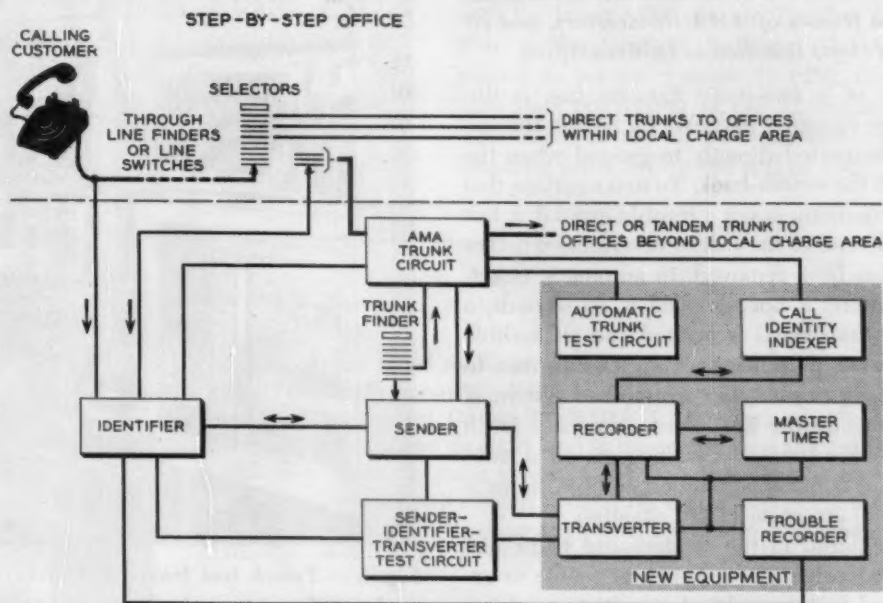 STEP-BY-STEP OFFICE
CALLING
CUSTOMER
SELECTORS
THROUGH
LINE FINDERS
OR LINE
SWITCHES
DIRECT TRUNKS TO OFFICES
WITHIN LOCAL CHARGE AREA
AMA
TRUNK
CIRCUIT
DIRECT OR TANDEM TRUNK TO
OFFICES BEYOND LOCAL CHARGE AREA
TRUNK
FINDER
AUTOMATIC
TRUNK
TEST CIRCUIT
CALL
IDENTITY
INDEXER
IDENTIFIER
SENDER
RECORDER
MASTER
TIMER
SENDER-
IDENTIFIER-
TRANSVERTER
TEST CIRCUIT
TRANSVERTER
TROUBLE
RECORDER
NEW EQUIPMENT